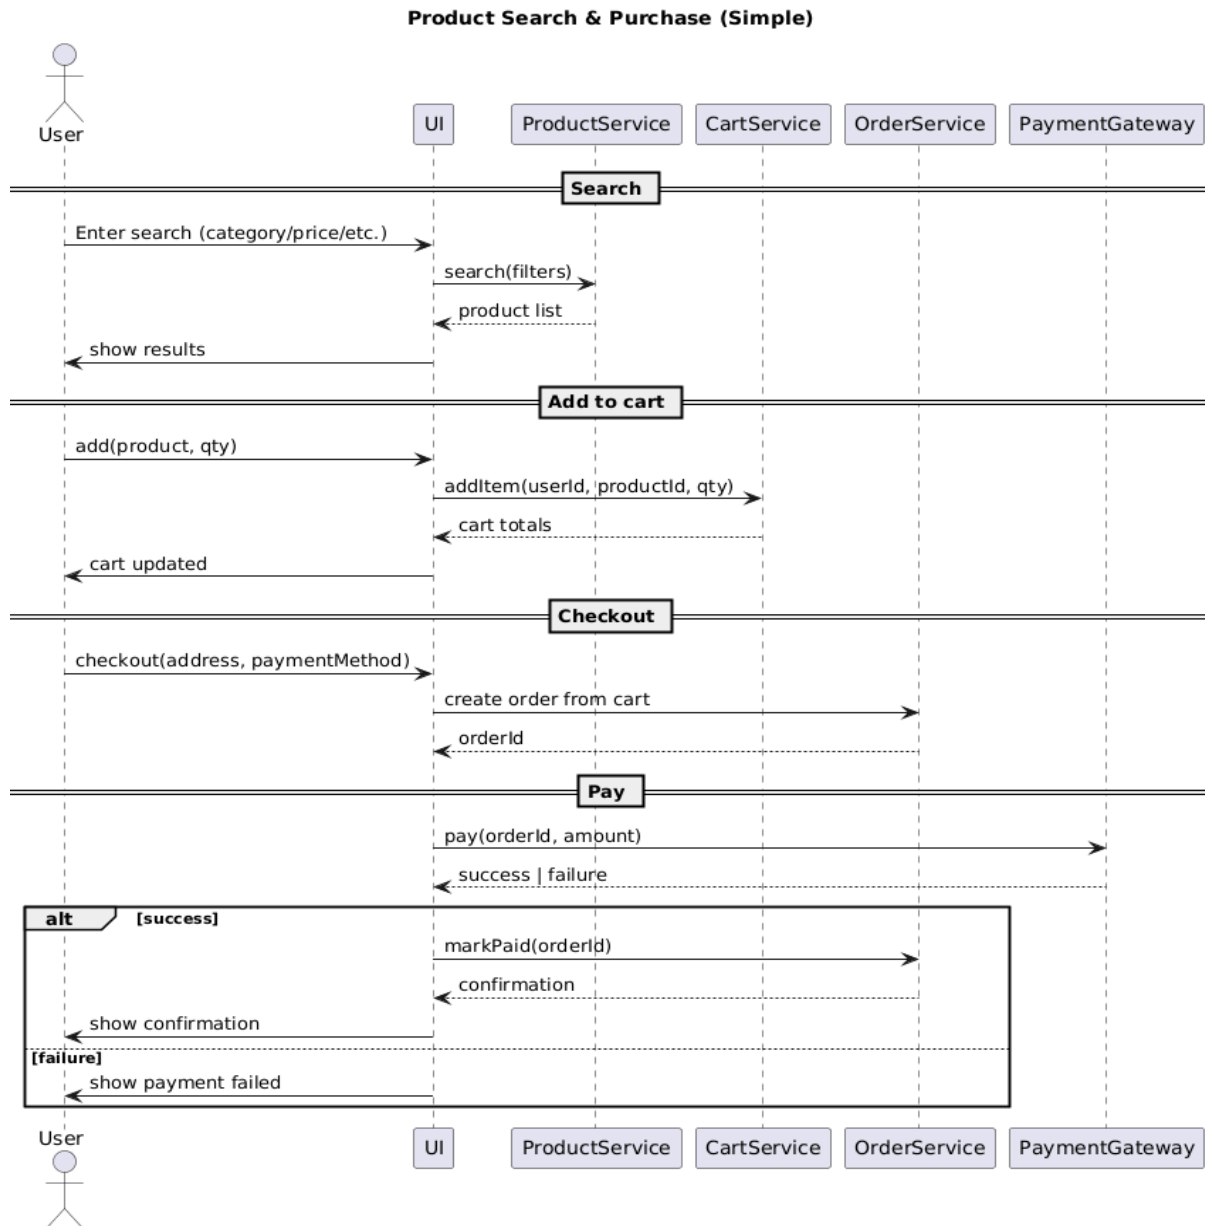 Product Search & Purchase (Simple)
User
UI
ProductService
CartService
OrderService
PaymentGateway
Search
Enter search (category/price/etc.)
search(filters)
product list
show results
Add to cart
add(product, qty)
addItem(userId, productId, qty)
cart totals
cart updated
Checkout
checkout(address, paymentMethod)
create order from cart
orderId
Pay
pay(orderId, amount)
success | failure
alt
[success]
markPaid(orderId)
confirmation
show confirmation
[failure]
show payment failed
User
UI
ProductService
CartService
OrderService
PaymentGateway